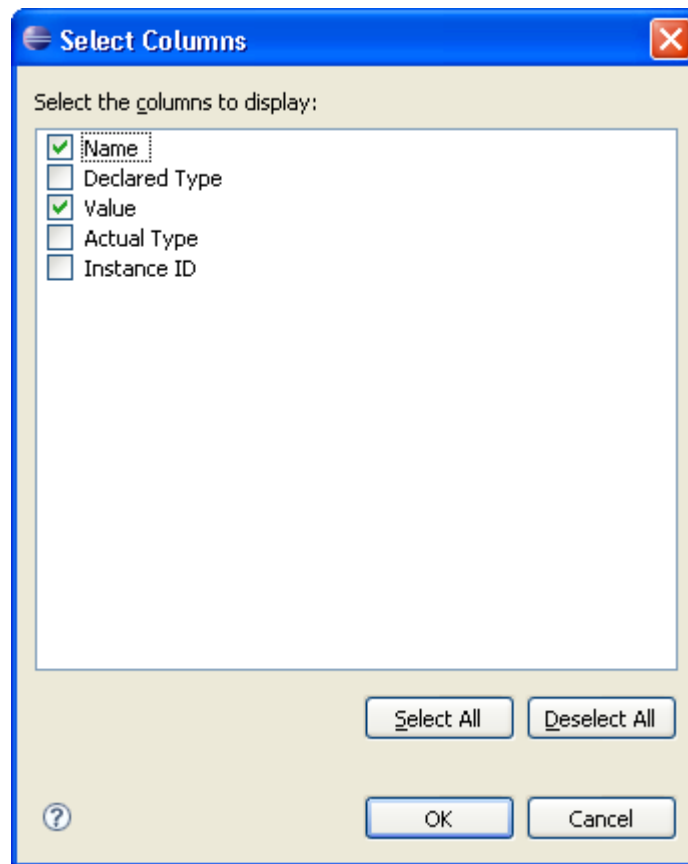 Select Columns
Select the columns to display:
Name
Declared Type
Value
Actual Type
Instance ID
Select All Deselect All
? OK Cancel